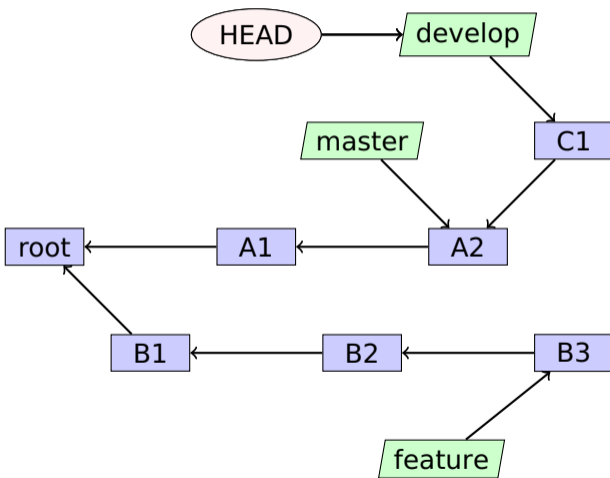 HEAD
develop
master
C1
root
A1
A2
B1
B2
B3
feature